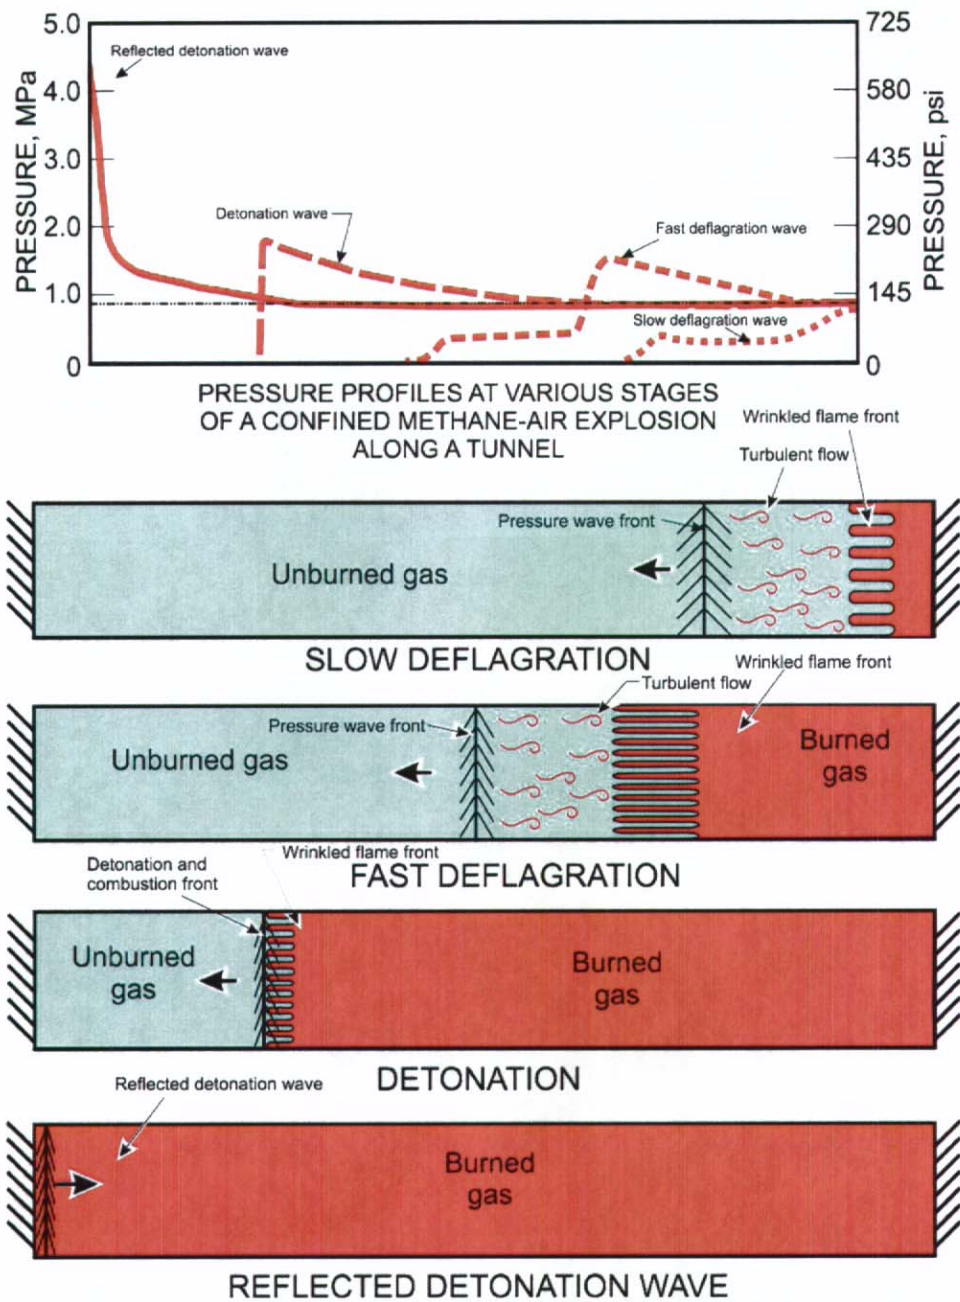 5.0
725
Reflected detonation wave
4.0
580
3.0
435
PRESSURE, MPa
PRESSURE, psi
Detonation wave
2.0
Fast deflagration wave
290
1.0
145
Slow deflagration wave
0
0
PRESSURE PROFILES AT VARIOUS STAGES
OF A CONFINED METHANE-AIR EXPLOSION
ALONG A TUNNEL
Wrinkled flame front
Turbulent flow
Pressure wave front
Unburned gas
SLOW DEFLAGRATION
Wrinkled flame front
Turbulent flow
Pressure wave front
Unburned gas
Burned
gas
FAST DEFLAGRATION
Wrinkled flame front
Detonation and
combustion front
Unburned
gas
Burned
gas
DETONATION
Reflected detonation wave
Burned
gas
REFLECTED DETONATION WAVE